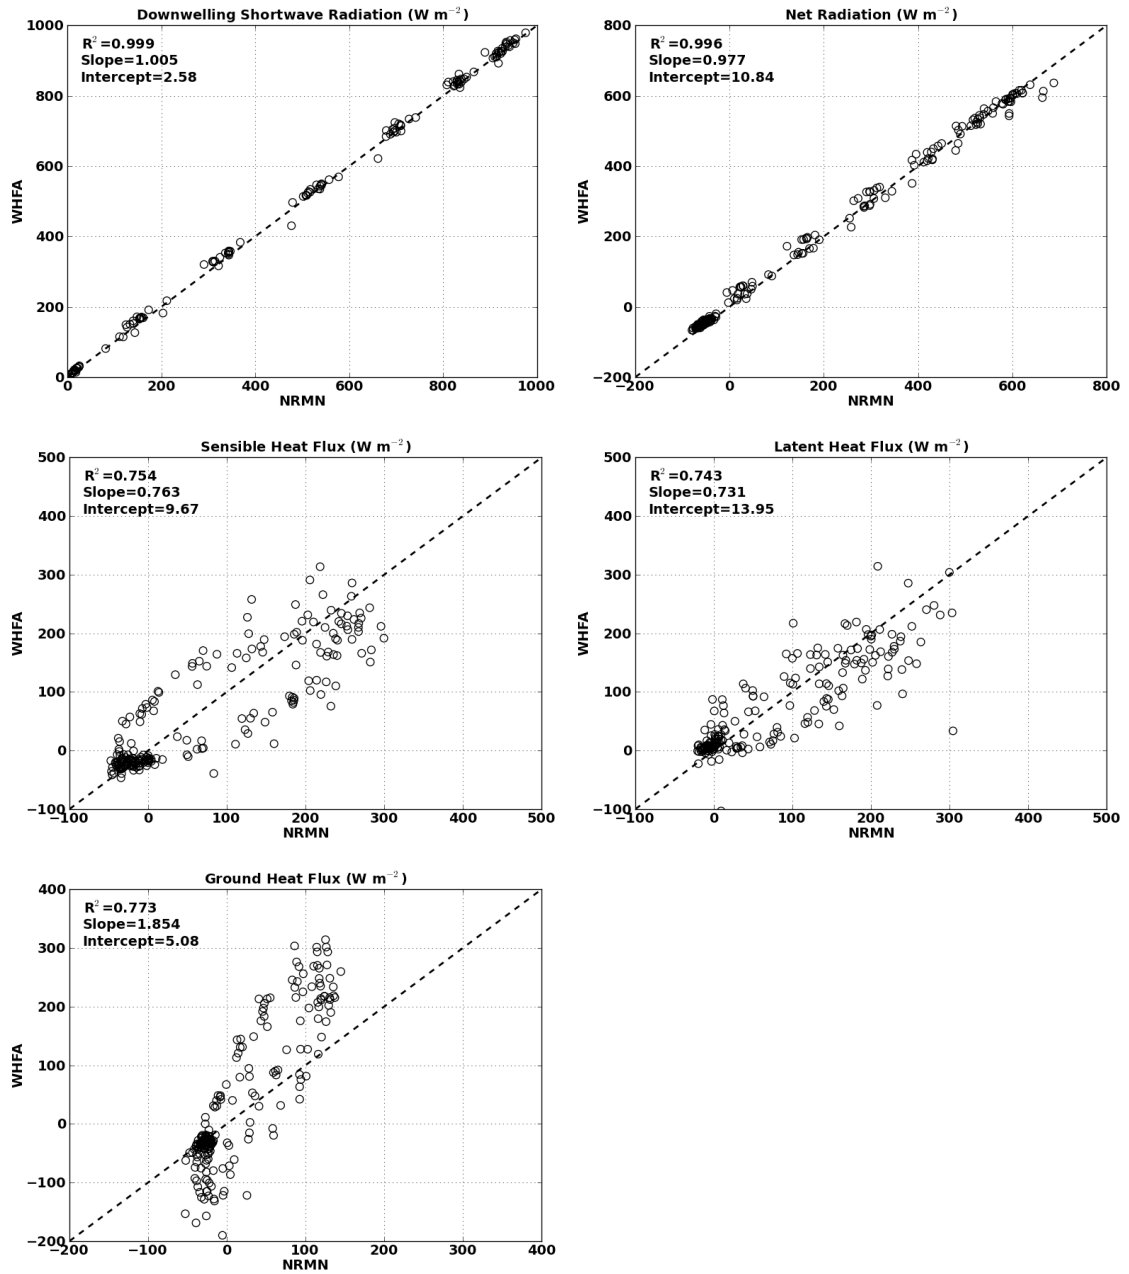 Downwelling Shortwave Radiation (W m⁻²)
R²=0.999
Slope=1.005
Intercept=2.58
1000
800
600
400
200
0
WHFA
0 200 400 600 800 1000
NRMN
Net Radiation (W m⁻²)
R²=0.996
Slope=0.977
Intercept=10.84
800
600
400
200
0
−200
WHFA
−200 0 200 400 600 800
NRMN
Sensible Heat Flux (W m⁻²)
R²=0.754
Slope=0.763
Intercept=9.67
500
400
300
200
100
0
−100
WHFA
−100 0 100 200 300 400 500
NRMN
Latent Heat Flux (W m⁻²)
R²=0.743
Slope=0.731
Intercept=13.95
500
400
300
200
100
0
−100
WHFA
−100 0 100 200 300 400 500
NRMN
Ground Heat Flux (W m⁻²)
R²=0.773
Slope=1.854
Intercept=5.08
400
300
200
100
0
−100
−200
WHFA
−200 −100 0 100 200 300 400
NRMN